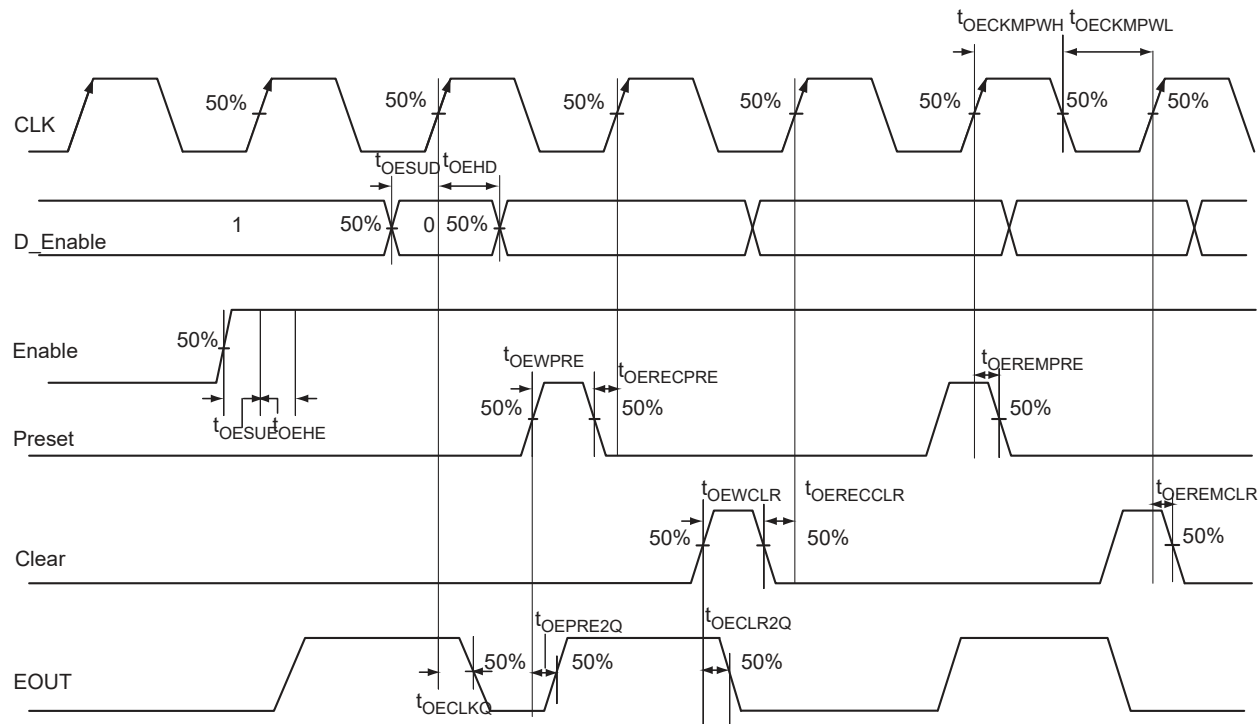 tOECKMPWH tOECKMPWL
50% 50% 50% 50% 50% 50% 50%
CLK
tOESUD tOEHD
1 50% 0 50%
D_Enable
50%
Enable
tOEWPRE tOERECPRE tOEREMPRE
50% 50% 50%
tOESUE tOEHE
Preset
tOEWCLR tOERECCLR tOEREMCLR
50% 50% 50%
Clear
tOEPRE2Q tOECLR2Q
50% 50% 50%
EOUT
tOECLKQ